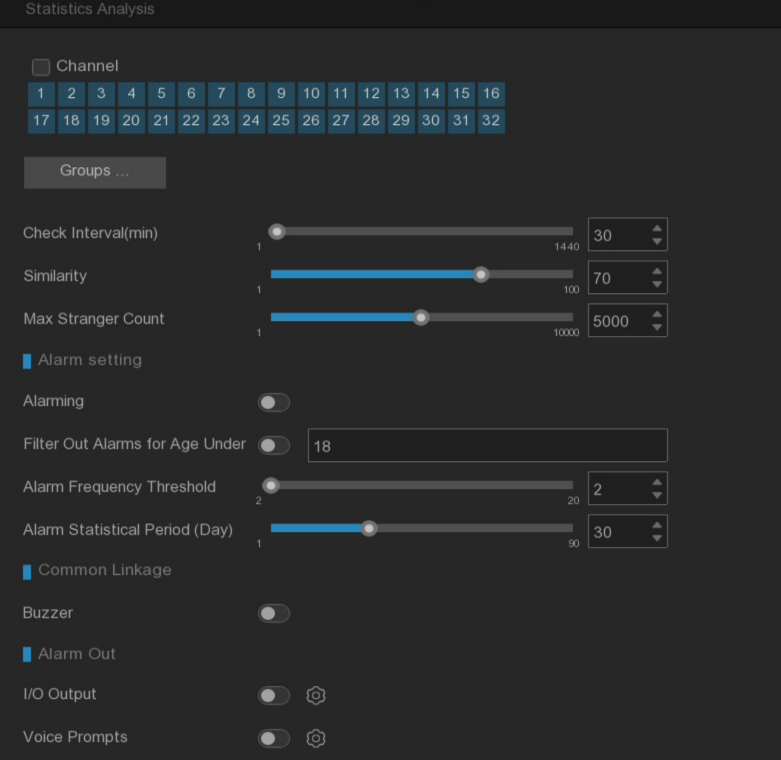 Statistics Analysis
Channel
1 2 3 4 5 6 7 8 9 10 11 12 13 14 15 16
17 18 19 20 21 22 23 24 25 26 27 28 29 30 31 32
Groups ...
Check Interval(min) 30
1 1440
Similarity 70
1 100
Max Stranger Count 5000
1 10000
Alarm setting
Alarming
Filter Out Alarms for Age Under 18
Alarm Frequency Threshold 2
2 20
Alarm Statistical Period (Day) 30
1 90
Common Linkage
Buzzer
Alarm Out
I/O Output
Voice Prompts